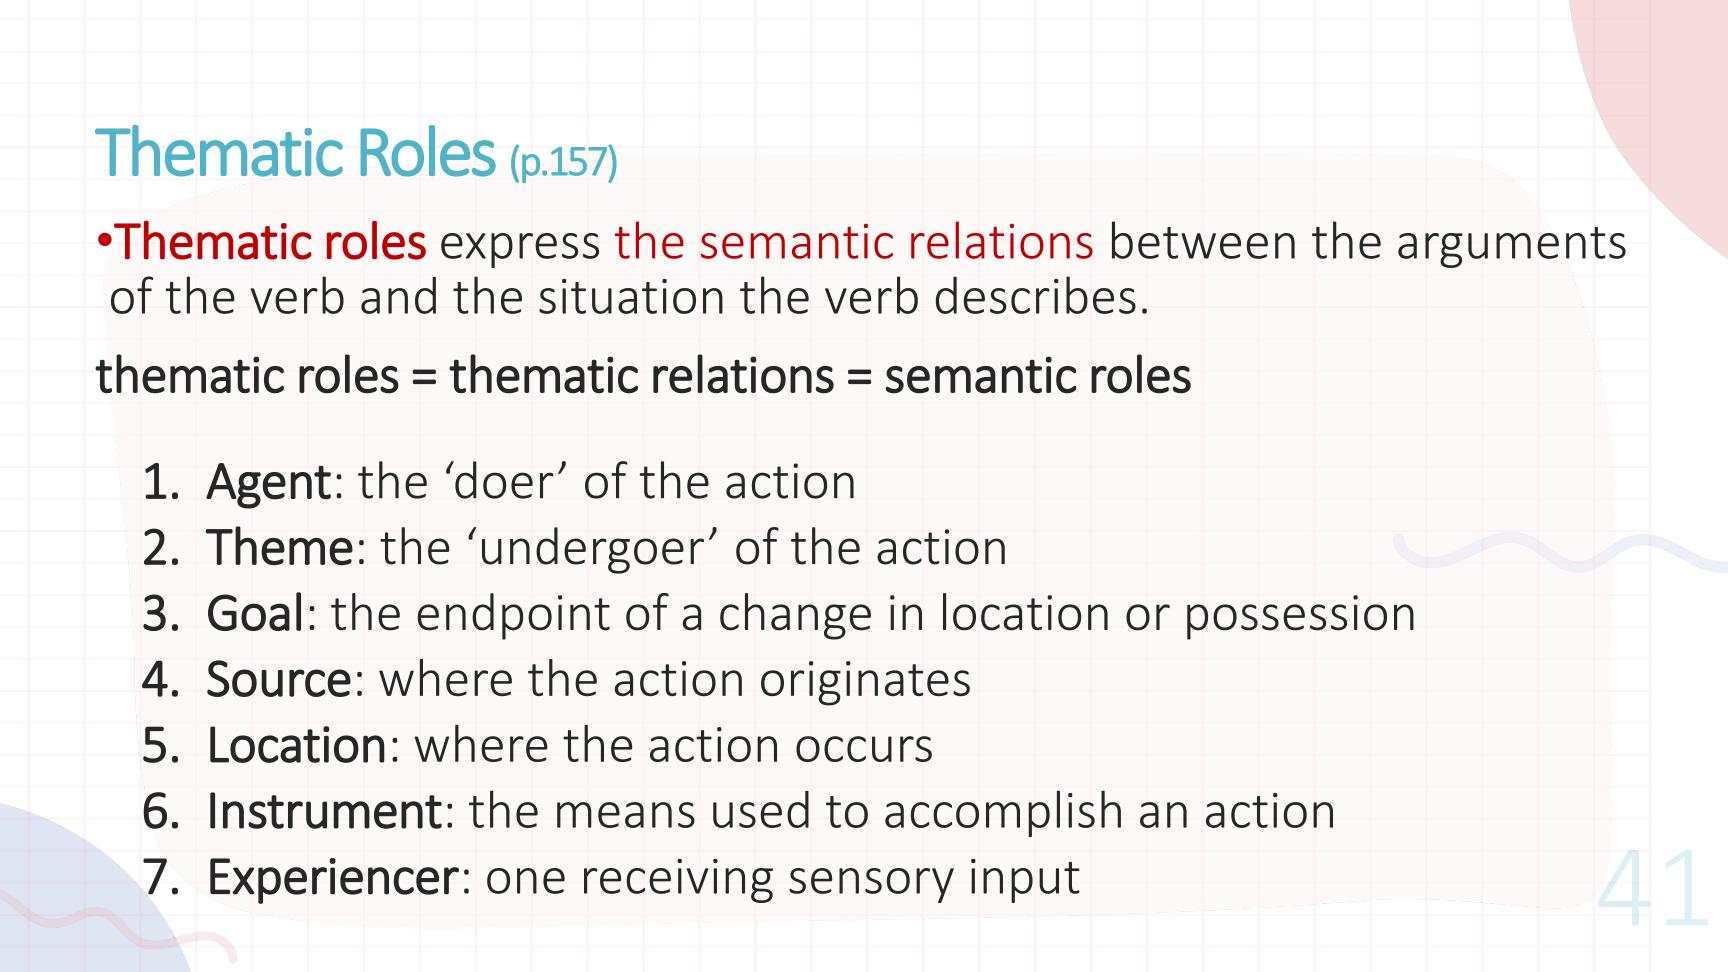 Thematic Roles (p.157)
•Thematic roles express the semantic relations between the arguments
of the verb and the situation the verb describes.
thematic roles = thematic relations = semantic roles
1. Agent: the ‘doer’ of the action
2. Theme: the ‘undergoer’ of the action
3. Goal: the endpoint of a change in location or possession
4. Source: where the action originates
5. Location: where the action occurs
6. Instrument: the means used to accomplish an action
7. Experiencer: one receiving sensory input
41